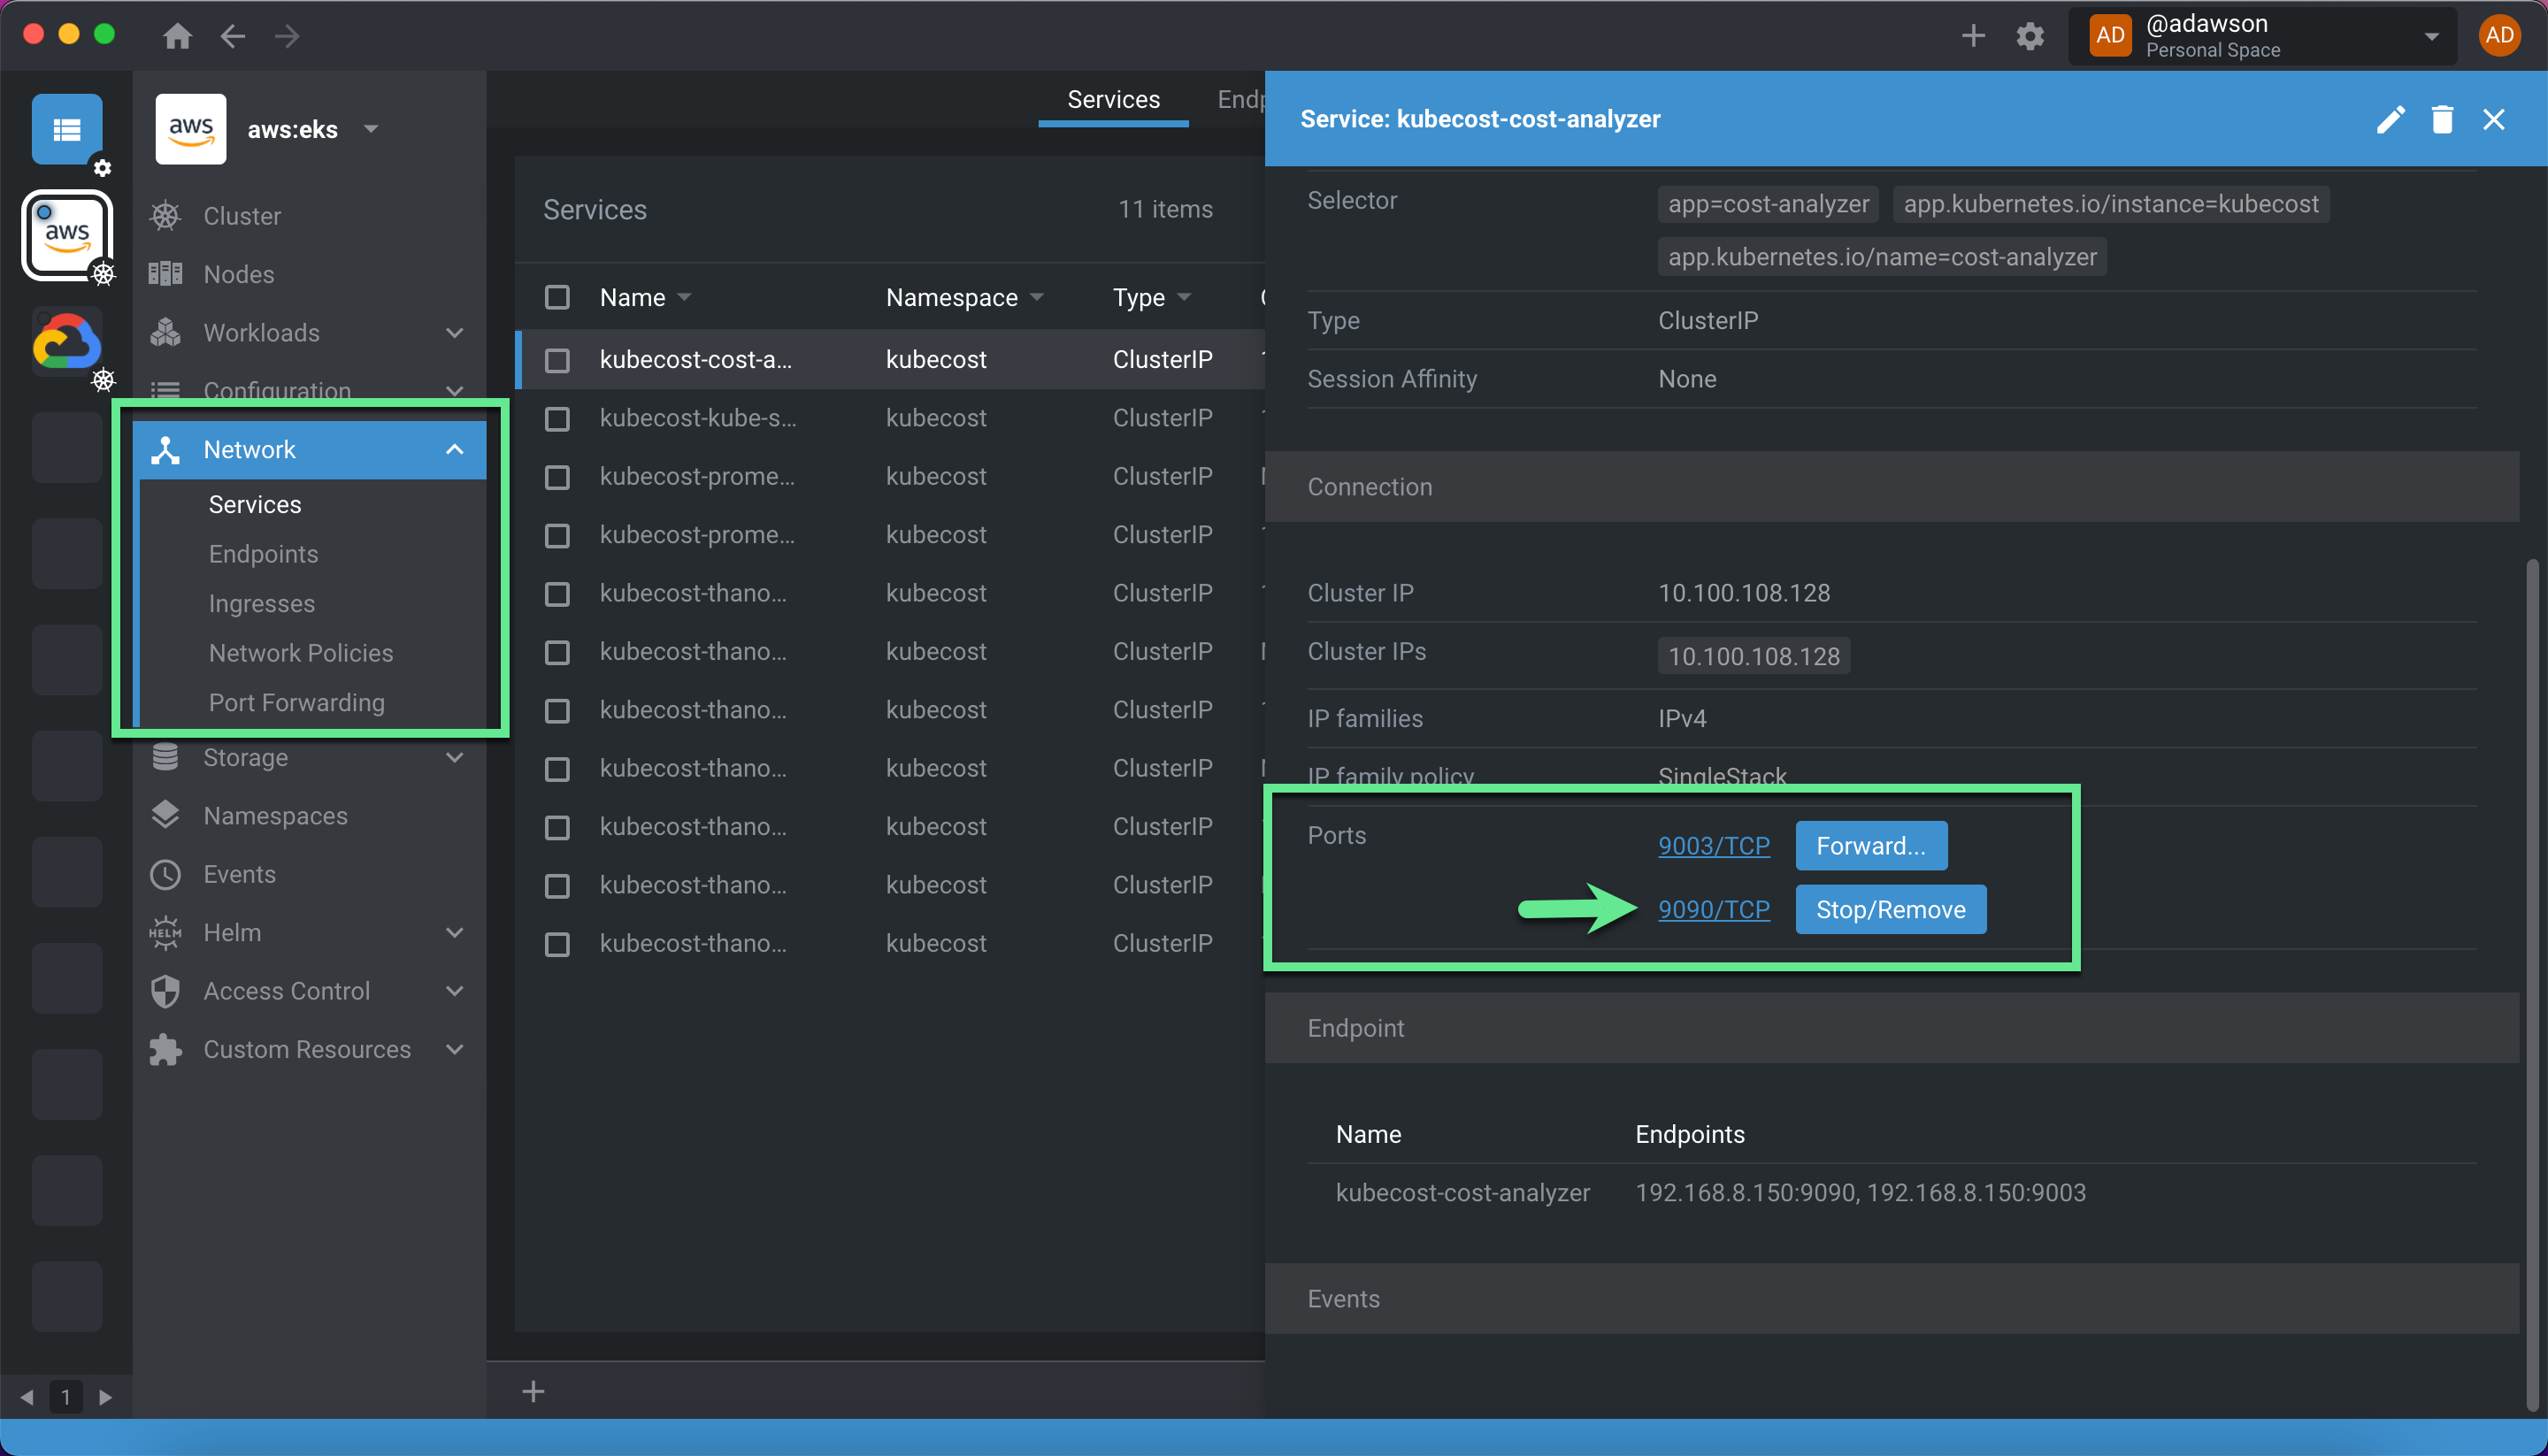 AD @adawson AD
Personal Space
aws aws:eks
aws
Cluster
Nodes
Workloads
Configuration
Network
Services
Endpoints
Ingresses
Network Policies
Port Forwarding
Storage
Namespaces
Events
HELM Helm
Access Control
Custom Resources
1
Services Endp
Services 11 items
Name Namespace Type
kubecost-cost-a... kubecost ClusterIP
kubecost-kube-s... kubecost ClusterIP
kubecost-prome... kubecost ClusterIP
kubecost-prome... kubecost ClusterIP
kubecost-thano... kubecost ClusterIP
kubecost-thano... kubecost ClusterIP
kubecost-thano... kubecost ClusterIP
kubecost-thano... kubecost ClusterIP
kubecost-thano... kubecost ClusterIP
kubecost-thano... kubecost ClusterIP
kubecost-thano... kubecost ClusterIP
Service: kubecost-cost-analyzer
Selector app=cost-analyzer app.kubernetes.io/instance=kubecost
app.kubernetes.io/name=cost-analyzer
Type ClusterIP
Session Affinity None
Connection
Cluster IP 10.100.108.128
Cluster IPs 10.100.108.128
IP families IPv4
IP family policy SingleStack
Ports 9003/TCP Forward...
9090/TCP Stop/Remove
Endpoint
Name Endpoints
kubecost-cost-analyzer 192.168.8.150:9090, 192.168.8.150:9003
Events